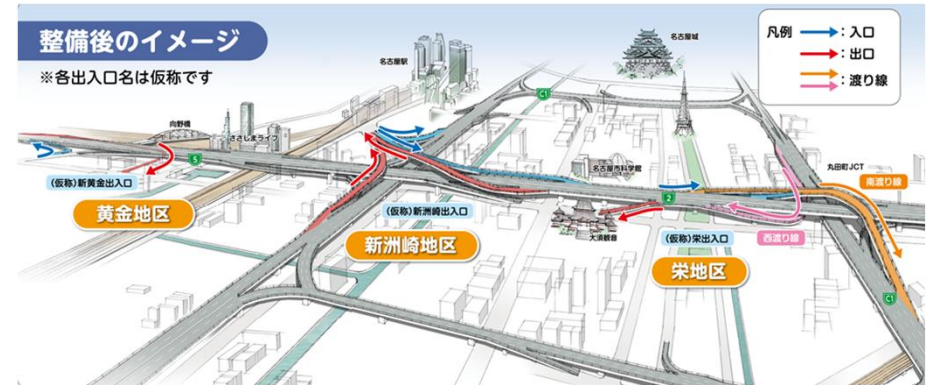 整備後のイメージ
※各出入口名は仮称です
凡例
：入口
：出口
：渡り線
名古屋城
名古屋駅
C1
向野橋
ささしまライブ
5
(仮称)新黄金出入口
黄金地区
(仮称)新洲崎出入口
新洲崎地区
名古屋市科学館
大須観音
2
(仮称)栄出入口
栄地区
丸田町JCT
南渡り線
西渡り線
C1